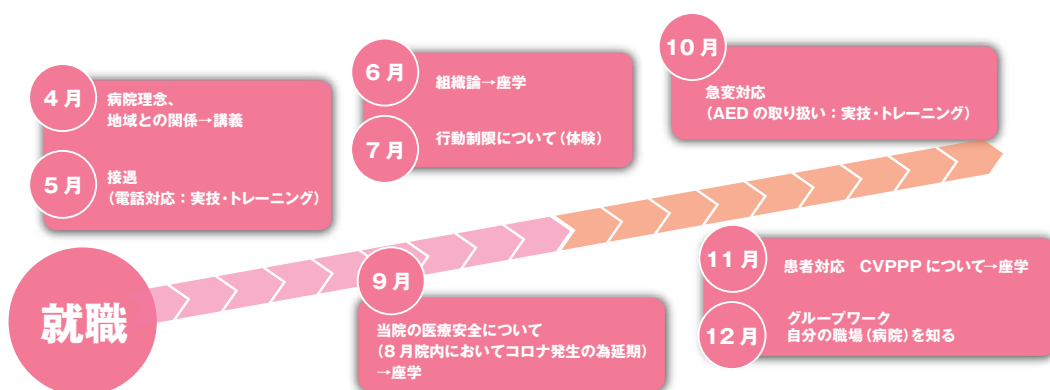 就職
4月
病院理念、
地域との関係→講義
5月
接遇
(電話対応:実技・トレーニング)
6月
組織論→座学
7月
行動制限について(体験)
9月
当院の医療安全について
(8月院内においてコロナ発生の為延期)
→座学
10月
急変対応
(AEDの取り扱い:実技・トレーニング)
11月
患者対応 CVPPPについて→座学
12月
グループワーク
自分の職場(病院)を知る